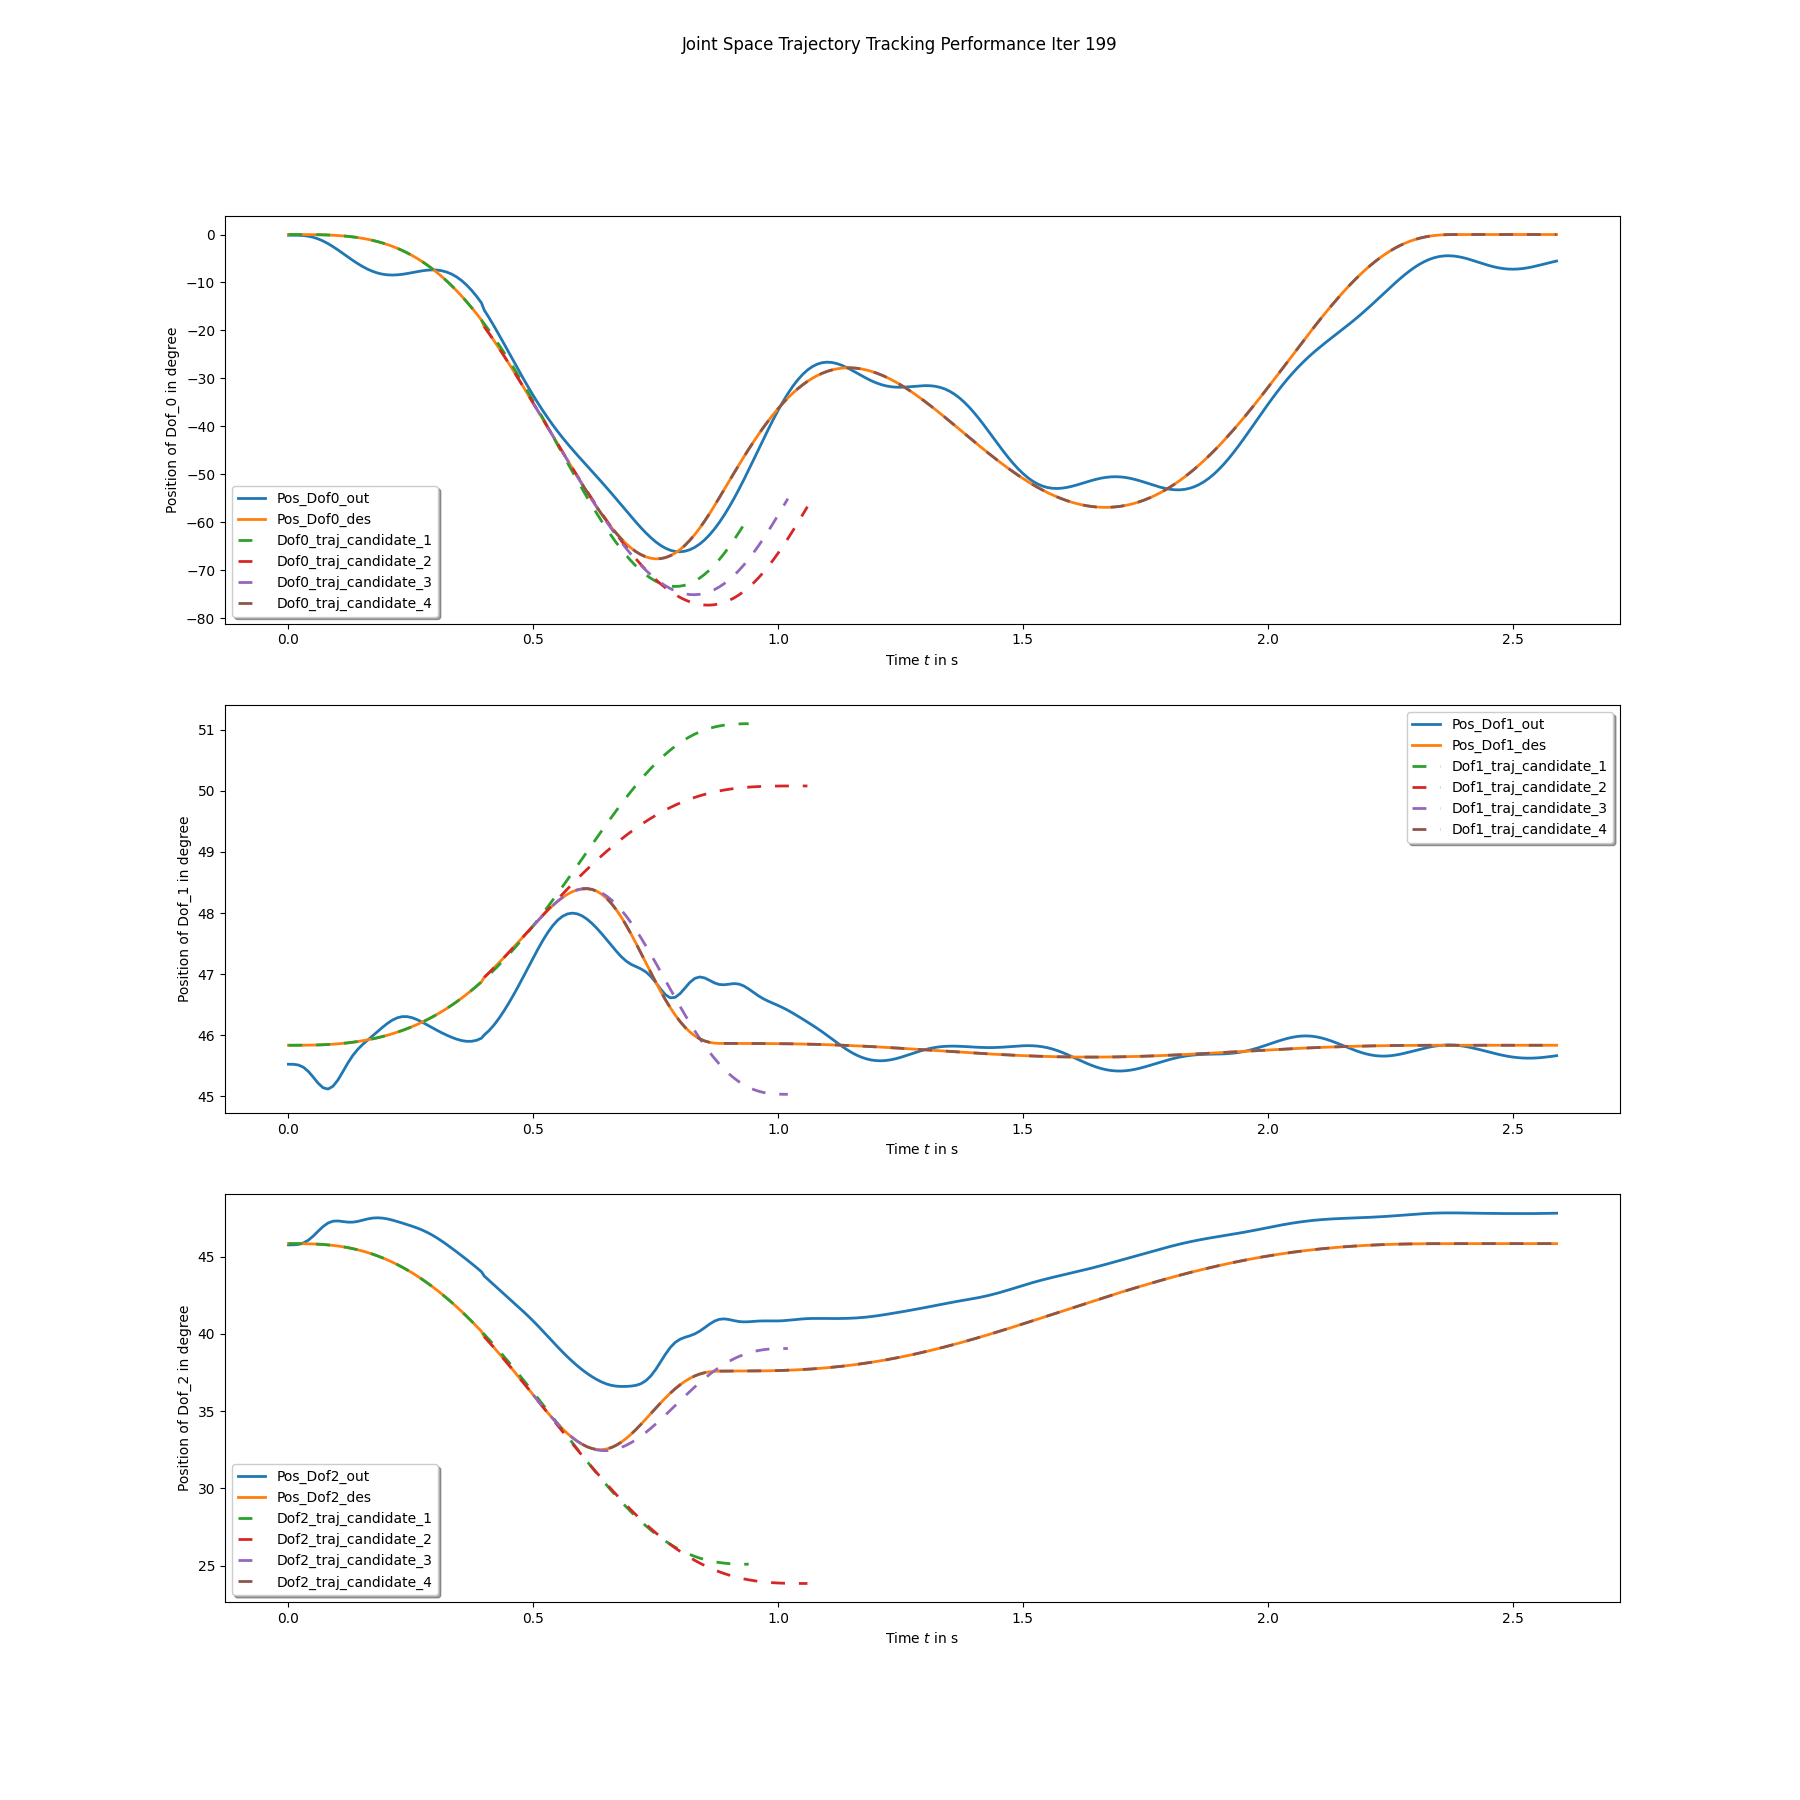 Joint Space Trajectory Tracking Performance Iter 199
0
−10
−20
−30
−40
−50
−60
−70
−80
Position of Dof_0 in degree
Pos_Dof0_out
Pos_Dof0_des
Dof0_traj_candidate_1
Dof0_traj_candidate_2
Dof0_traj_candidate_3
Dof0_traj_candidate_4
0.0 0.5 1.0 1.5 2.0 2.5
Time t in s
51
50
49
48
47
46
45
Position of Dof_1 in degree
Pos_Dof1_out
Pos_Dof1_des
Dof1_traj_candidate_1
Dof1_traj_candidate_2
Dof1_traj_candidate_3
Dof1_traj_candidate_4
0.0 0.5 1.0 1.5 2.0 2.5
Time t in s
45
40
35
30
25
Position of Dof_2 in degree
Pos_Dof2_out
Pos_Dof2_des
Dof2_traj_candidate_1
Dof2_traj_candidate_2
Dof2_traj_candidate_3
Dof2_traj_candidate_4
0.0 0.5 1.0 1.5 2.0 2.5
Time t in s